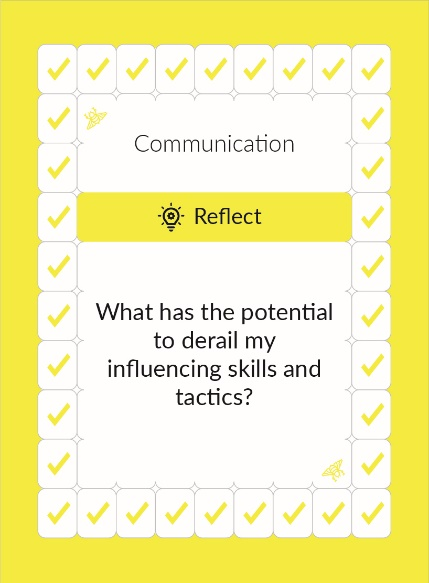 Communication
Reflect
What has the potential
to derail my
influencing skills and
tactics?